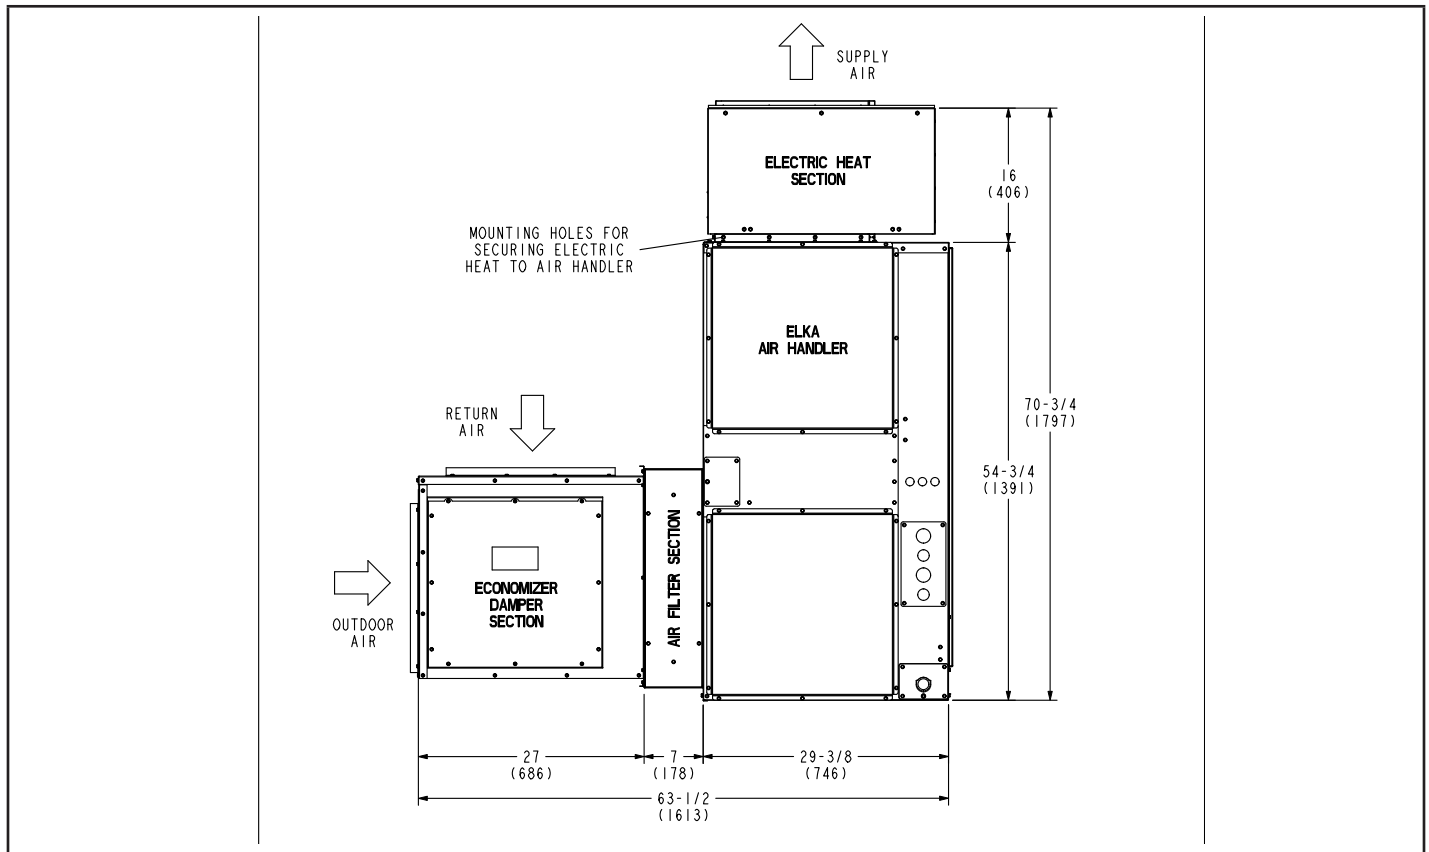 SUPPLY
AIR
ELECTRIC HEAT
SECTION
16
(406)
MOUNTING HOLES FOR
SECURING ELECTRIC
HEAT TO AIR HANDLER
ELKA
AIR HANDLER
RETURN
AIR
70-3/4
(1797)
54-3/4
(1391)
AIR FILTER SECTION
ECONOMIZER
DAMPER
SECTION
OUTDOOR
AIR
27
(686)
7
(178)
29-3/8
(746)
63-1/2
(1613)